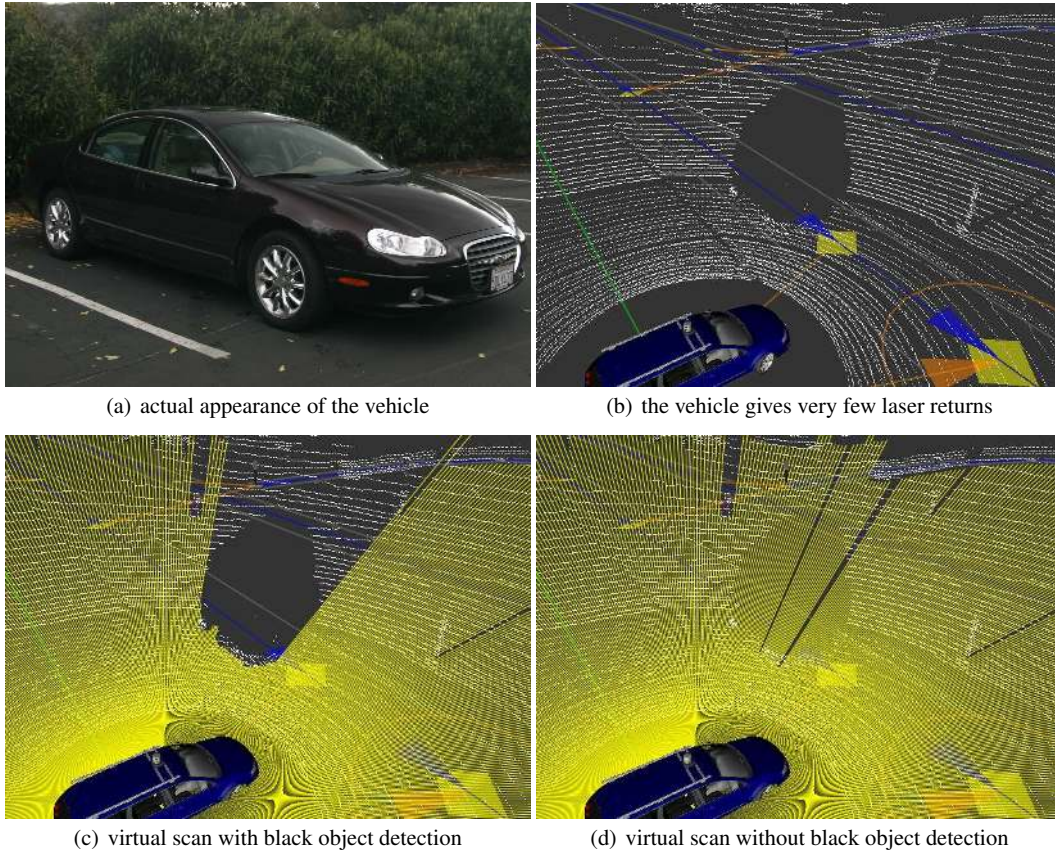 (a) actual appearance of the vehicle
(b) the vehicle gives very few laser returns
(c) virtual scan with black object detection
(d) virtual scan without black object detection